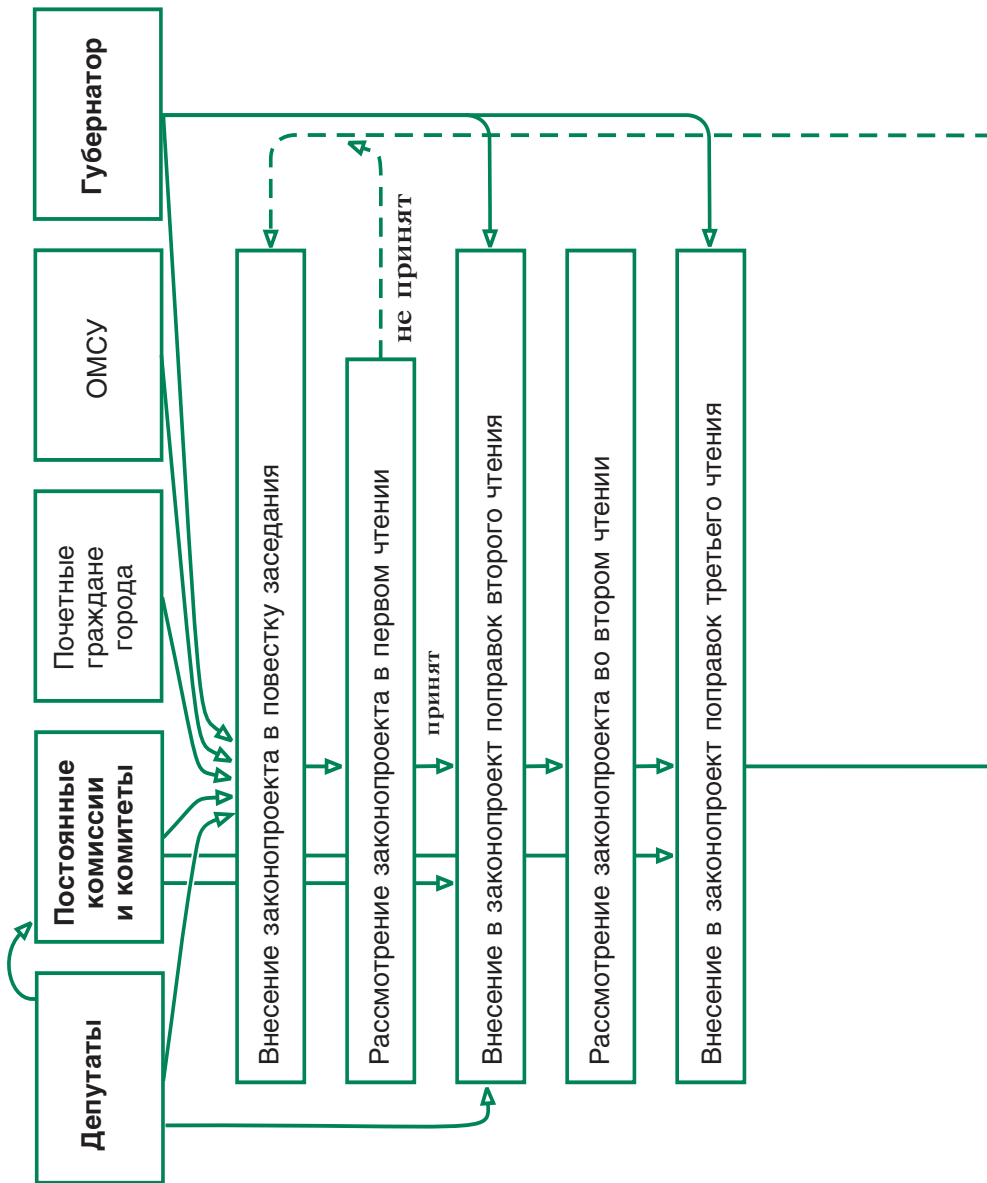 Депутаты
Постоянные
комиссии
и комитеты
Почетные
граждане
города
ОМСУ
Губернатор
Внесение законопроекта в повестку заседания
Рассмотрение законопроекта в первом чтении
не принят
принят
Внесение в законопроект поправок второго чтения
Рассмотрение законопроекта во втором чтении
Внесение в законопроект поправок третьего чтения